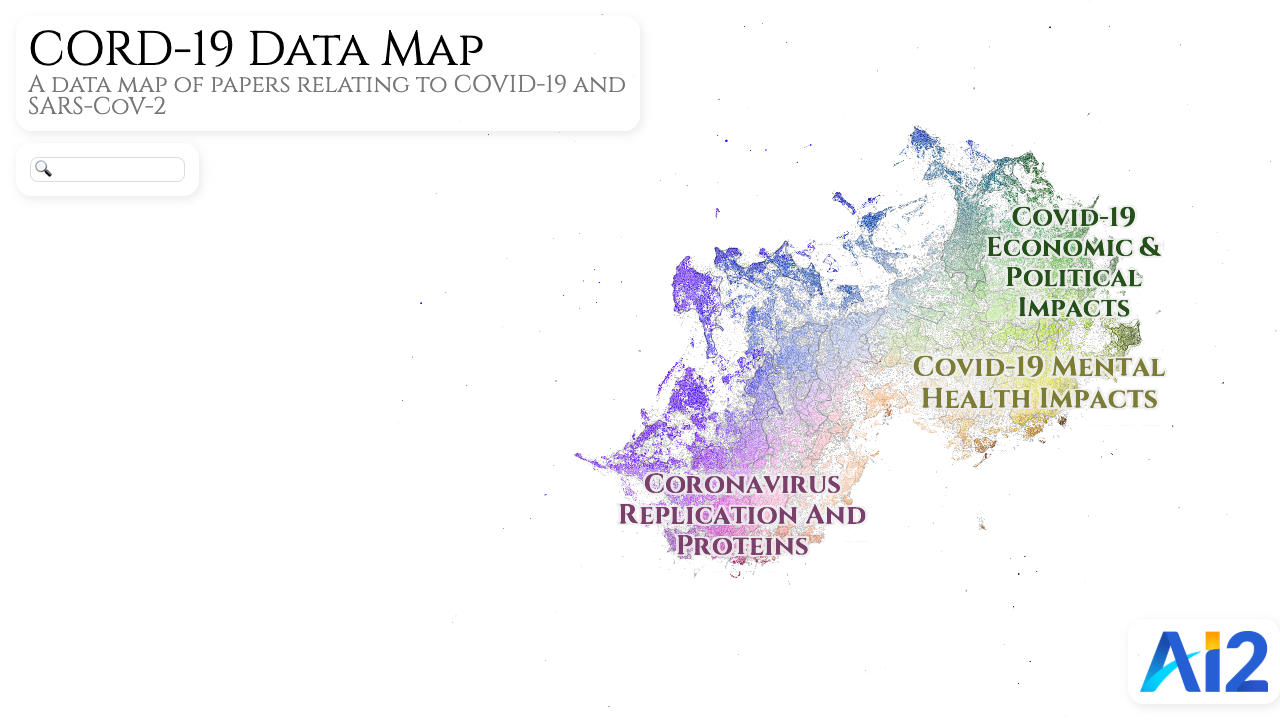 CORD-19 Data Map
A data map of papers relating to COVID-19 and
SARS-CoV-2
Covid-19
Economic &
Political
Impacts
Covid-19 Mental
Health Impacts
Coronavirus
Replication And
Proteins
Ai2